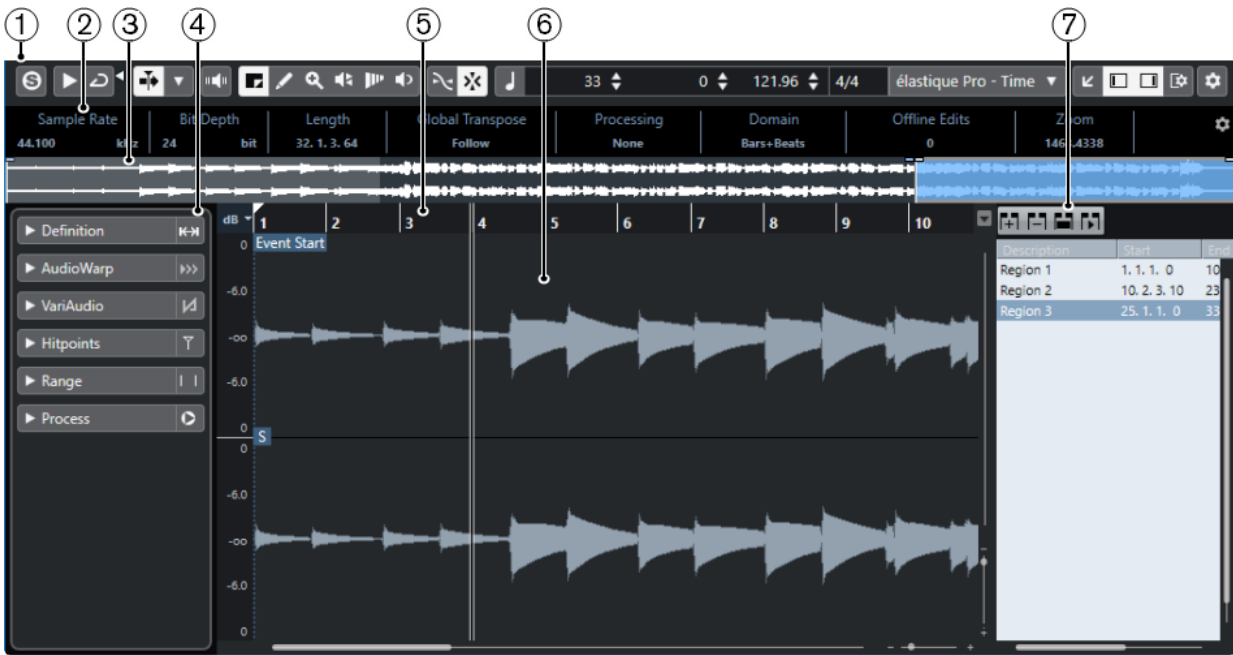 1 2 3 4 5 6 7
S 33 0 121.96 4/4 élastique Pro - Time
Sample Rate Bit Depth Length Global Transpose Processing Domain Offline Edits Zoom
44.100 kHz 24 bit 32. 1. 3. 64 Follow None Bars+Beats 0
dB 1 2 3 4 5 6 7 8 9 10
Definition
AudioWarp
VariAudio
Hitpoints
Range
Process
Event Start
0
-6.0
-oo
-6.0
0
S
0
-6.0
-oo
-6.0
0
Description Start End
Region 1 1. 1. 1. 0 10
Region 2 10. 2. 3. 10 23
Region 3 25. 1. 1. 0 33